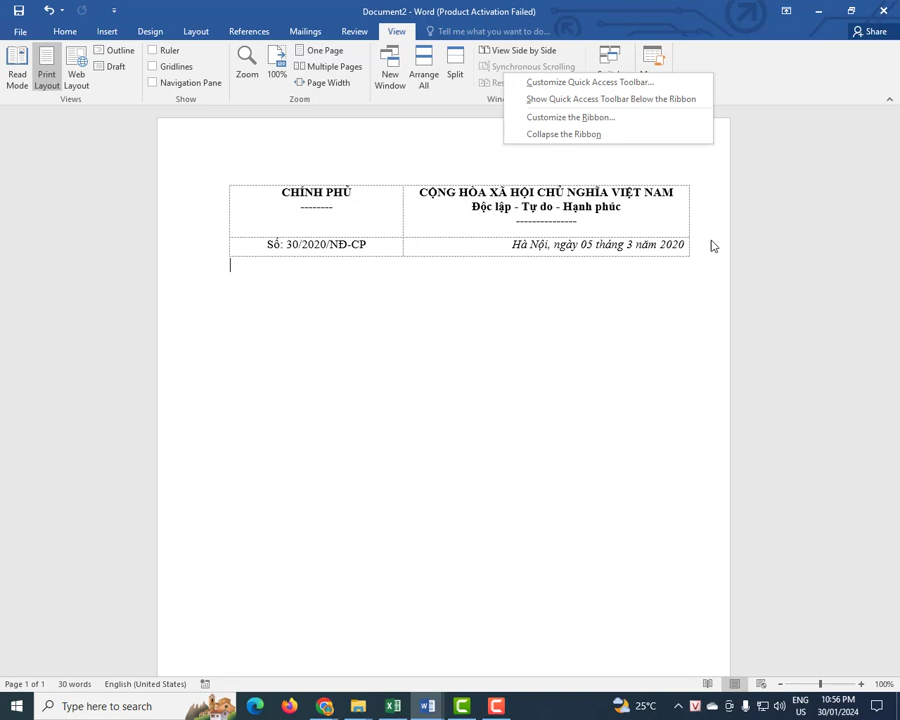 Document2 - Word (Product Activation Failed)
File Home Insert Design Layout References Mailings Review View Tell me what you want to do... Share
Read Mode
Print Layout
Web Layout
Outline
Draft
Views
Ruler
Gridlines
Navigation Pane
Show
Zoom
100%
One Page
Multiple Pages
Page Width
Zoom
New Window
Arrange All
Split
View Side by Side
Synchronous Scrolling
Customize Quick Access Toolbar...
Show Quick Access Toolbar Below the Ribbon
Customize the Ribbon...
Collapse the Ribbon
CHÍNH PHỦ
--------
CỘNG HÒA XÃ HỘI CHỦ NGHĨA VIỆT NAM
Độc lập - Tự do - Hạnh phúc
---------------
Số: 30/2020/NĐ-CP
Hà Nội, ngày 05 tháng 3 năm 2020
Page 1 of 1 30 words English (United States) 100%
Type here to search
25°C
ENG
US
10:56 PM
30/01/2024